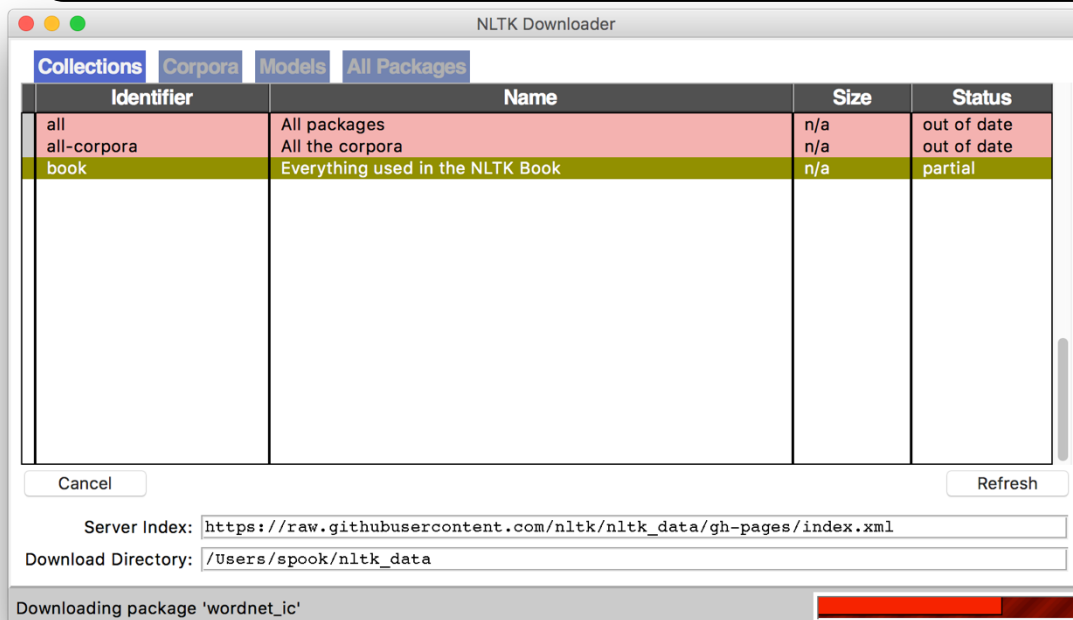 NLTK Downloader
Collections Corpora Models All Packages
Identifier Name Size Status
all All packages n/a out of date
all-corpora All the corpora n/a out of date
book Everything used in the NLTK Book n/a partial
Cancel Refresh
Server Index: https://raw.githubusercontent.com/nltk/nltk_data/gh-pages/index.xml
Download Directory: /Users/spook/nltk_data
Downloading package 'wordnet_ic'